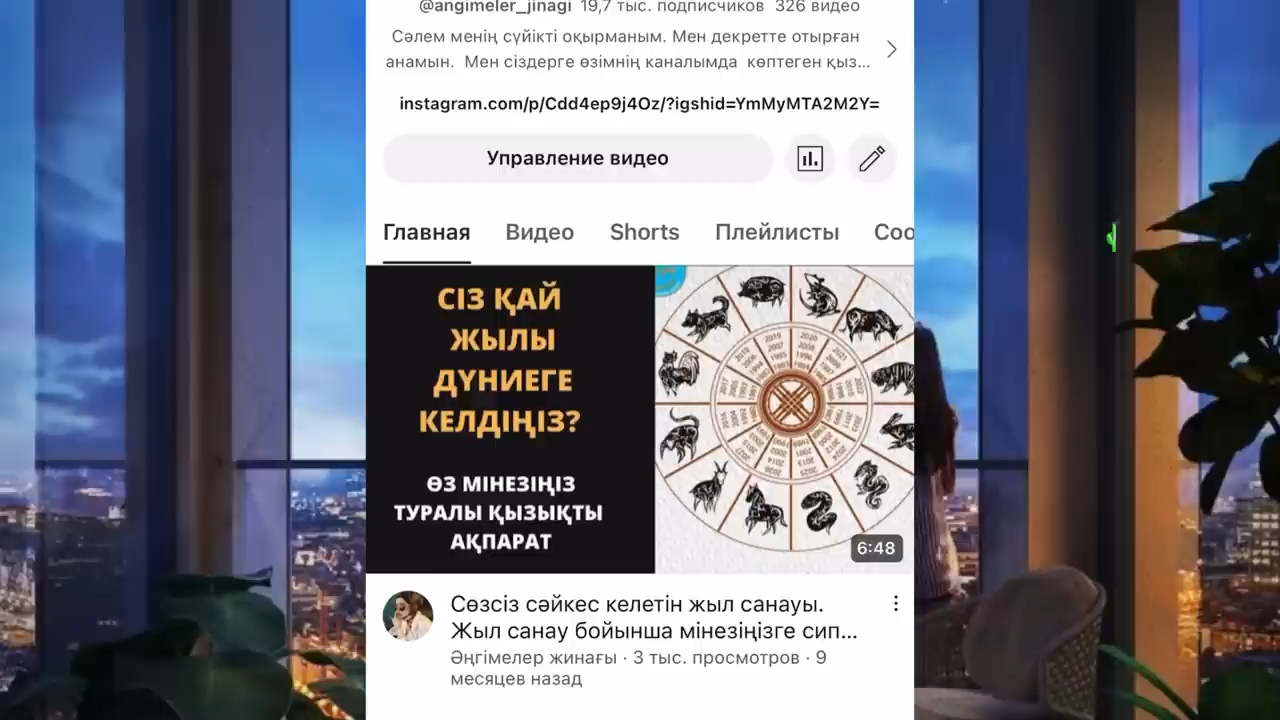 @angimeler_jinagi 19,7 тыс. подписчиков 326 видео
Сәлем менің сүйікті оқырманым. Мен декретте отырған
анамын. Мен сіздерге өзімнің каналымда көптеген қыз...
instagram.com/p/Cdd4ep9j4Oz/?igshid=YmMyMTA2M2Y=
Управление видео
Главная Видео Shorts Плейлисты Соо
СІЗ ҚАЙ
ЖЫЛЫ
ДҮНИЕГЕ
КЕЛДІҢІЗ?
ӨЗ МІНЕЗІҢІЗ
ТУРАЛЫ ҚЫЗЫҚТЫ
АҚПАРАТ
6:48
Сөзсіз сәйкес келетін жыл санауы.
Жыл санау бойынша мінезіңізге сип...
Әңгімелер жинағы · 3 тыс. просмотров · 9
месяцев назад